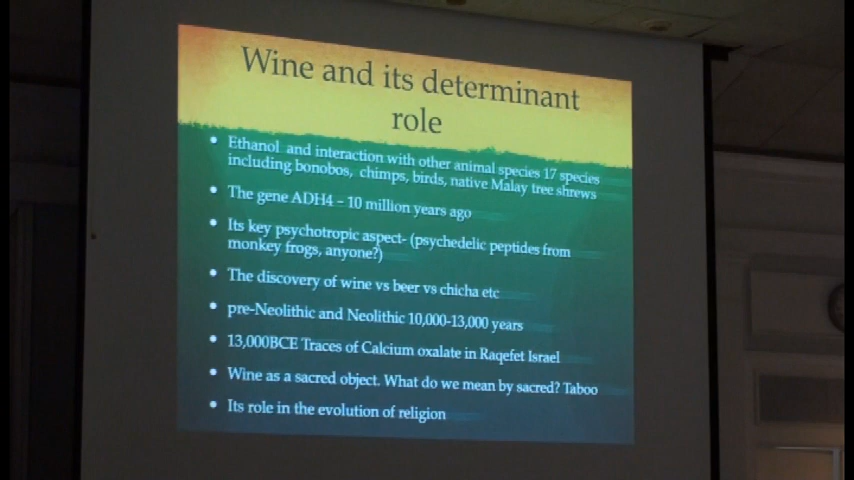 Wine and its determinant
role
• Ethanol and interaction with other animal species 17 species
including bonobos, chimps, birds, native Malay tree shrews
• The gene ADH4 – 10 million years ago
• Its key psychotropic aspect- (psychedelic peptides from
monkey frogs, anyone?)
• The discovery of wine vs beer vs chicha etc
• pre-Neolithic and Neolithic 10,000-13,000 years
• 13,000BCE Traces of Calcium oxalate in Raqefet Israel
• Wine as a sacred object. What do we mean by sacred? Taboo
• Its role in the evolution of religion